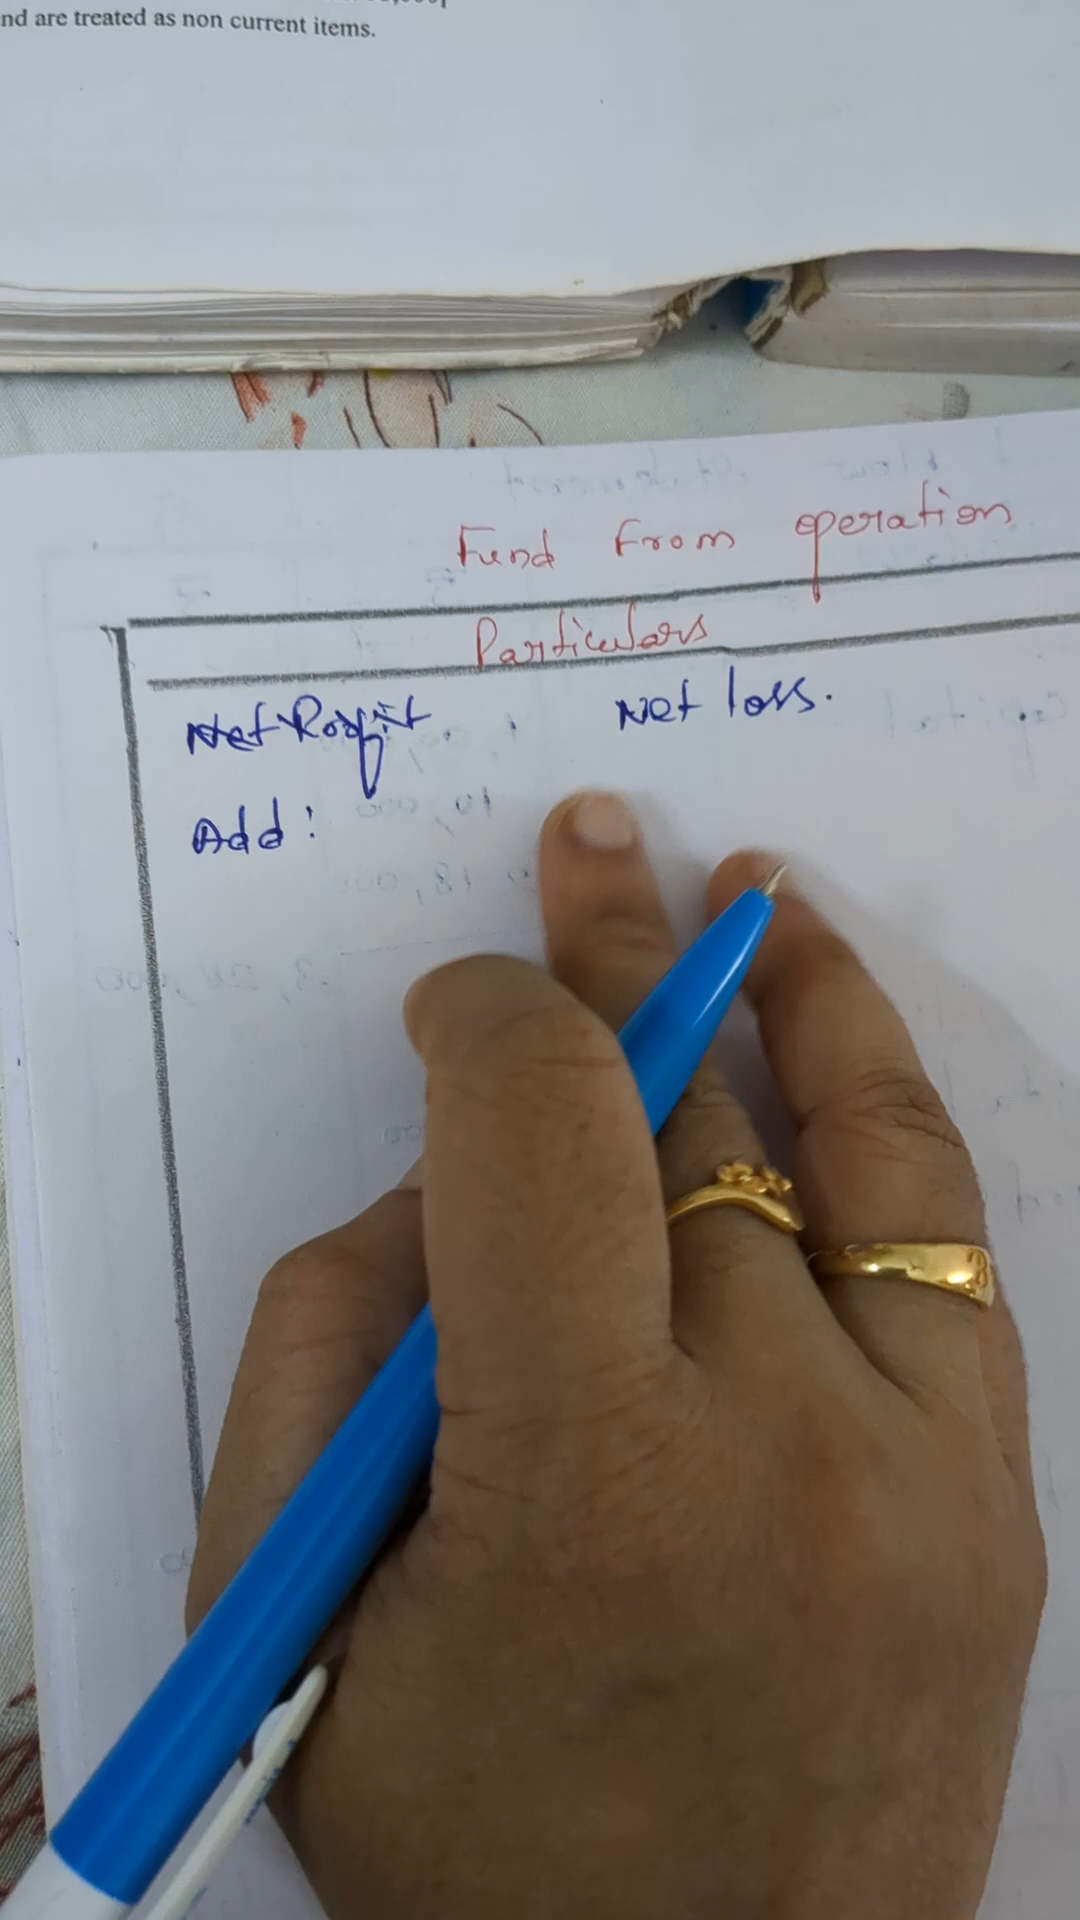 nd are treated as non current items.
Fund From operation
Particulars
Net Profit Net loss.
Add: